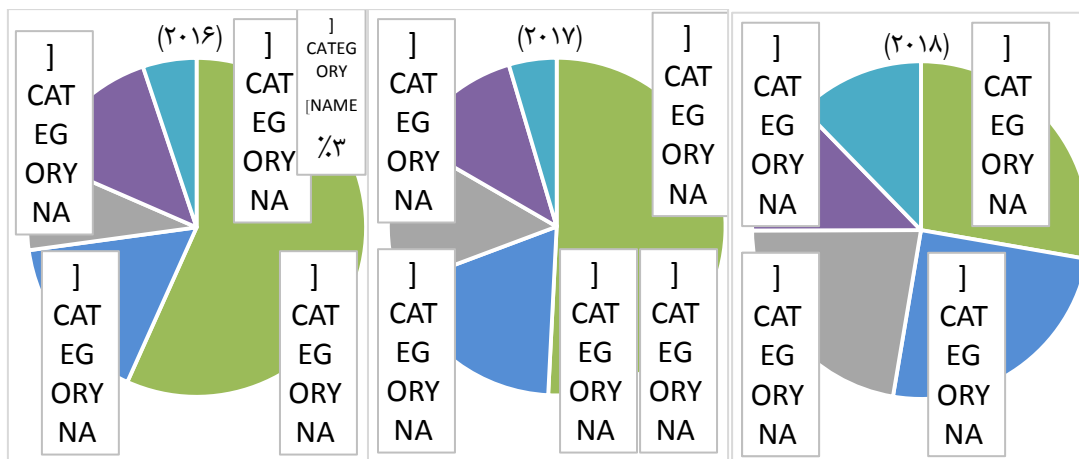 (۲۰۱۶)
]
CAT
EG
ORY
NA
]
CAT
EG
ORY
NA
]
CATEG
ORY
[NAME
٪۳
]
CAT
EG
ORY
NA
]
CAT
EG
ORY
NA
(۲۰۱۷)
]
CAT
EG
ORY
NA
]
CAT
EG
ORY
NA
]
CAT
EG
ORY
NA
]
CAT
EG
ORY
NA
]
CAT
EG
ORY
NA
(۲۰۱۸)
]
CAT
EG
ORY
NA
]
CAT
EG
ORY
NA
]
CAT
EG
ORY
NA
]
CAT
EG
ORY
NA